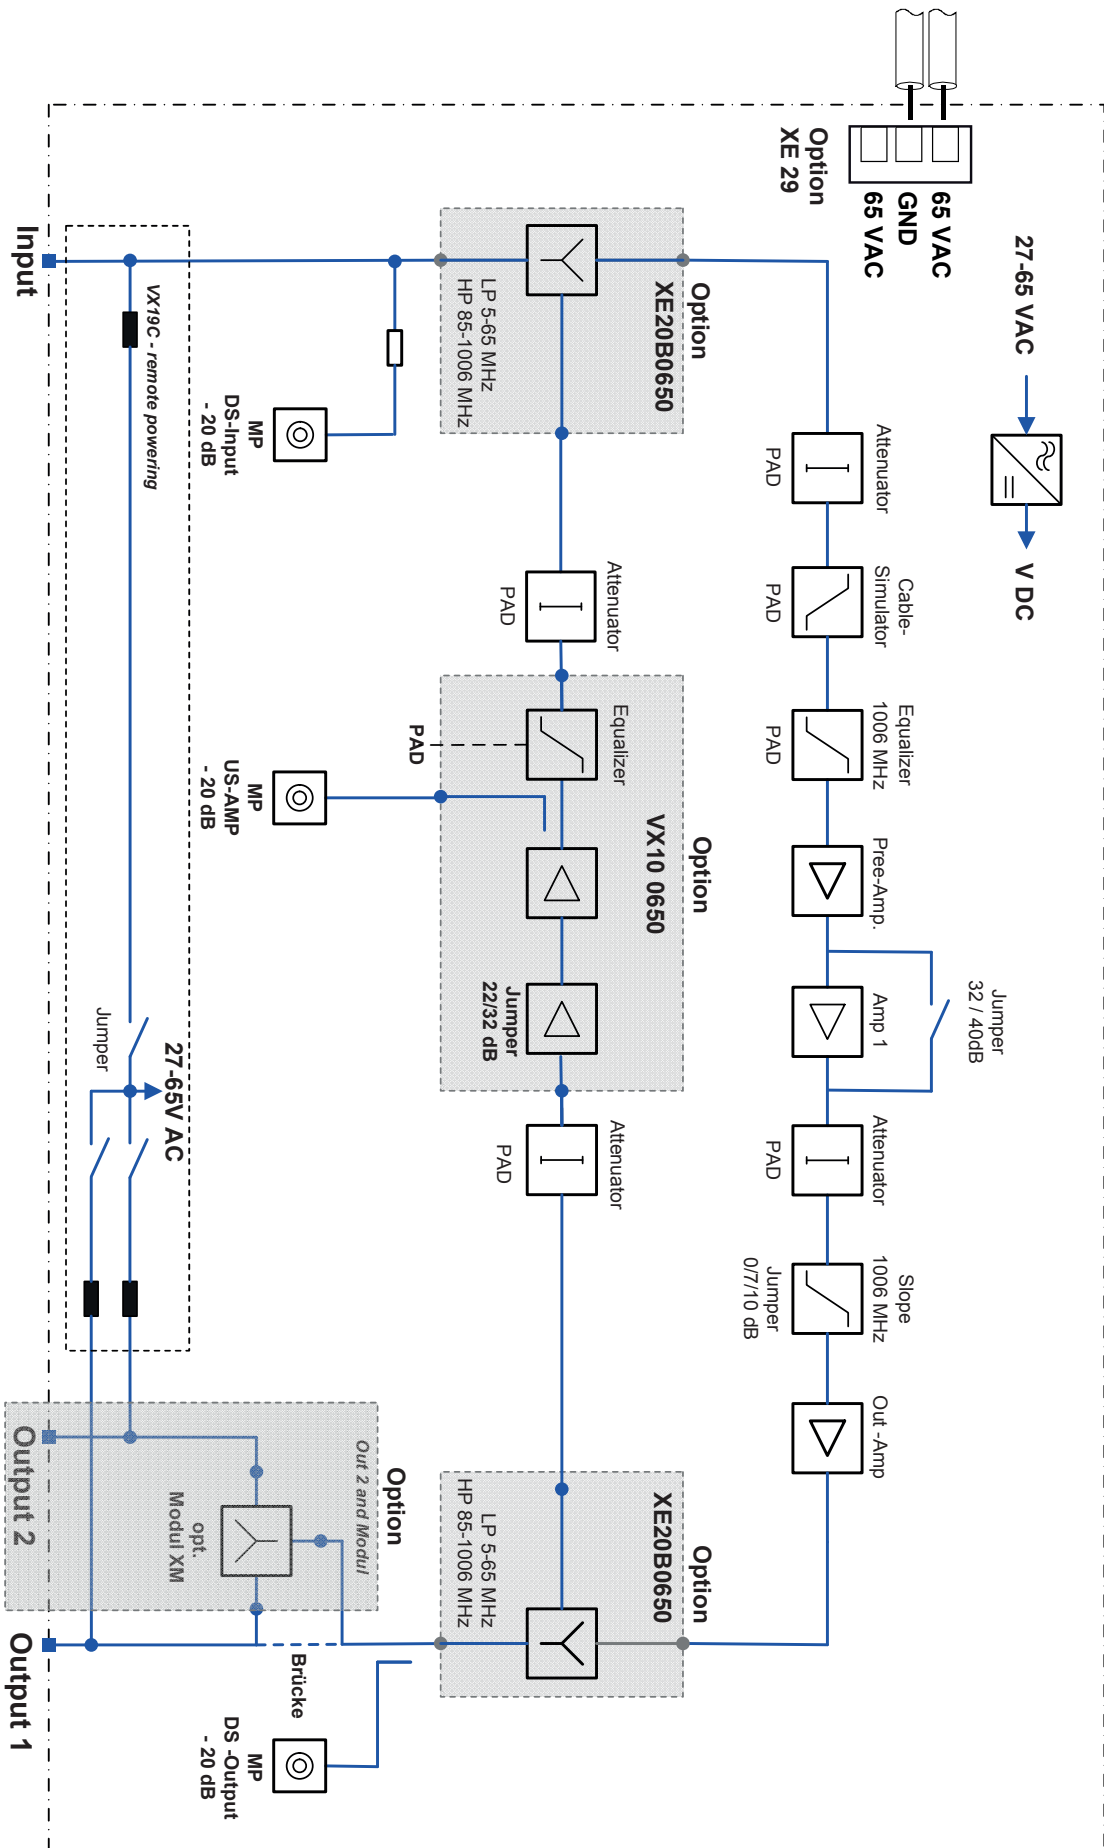 65 VAC
GND
65 VAC
Option
XE 29
27-65 VAC
V DC
Attenuator
PAD
Cable-
Simulator
PAD
Equalizer
1006 MHz
PAD
Pree-Amp.
Jumper
32 / 40dB
Amp 1
Attenuator
PAD
Slope
1006 MHz
Jumper
0/7/10 dB
Out -Amp
Option
XE20B0650
LP 5-65 MHz
HP 85-1006 MHz
Attenuator
PAD
Option
VX10 0650
Equalizer
PAD
Jumper
22/32 dB
Attenuator
PAD
Option
XE20B0650
LP 5-65 MHz
HP 85-1006 MHz
MP
DS-Input
- 20 dB
MP
US-AMP
- 20 dB
Option
Out 2 and Modul
opt.
Modul XM
Brücke
MP
DS -Output
- 20 dB
VX19C - remote powering
27-65V AC
Jumper
Input
Output 2
Output 1